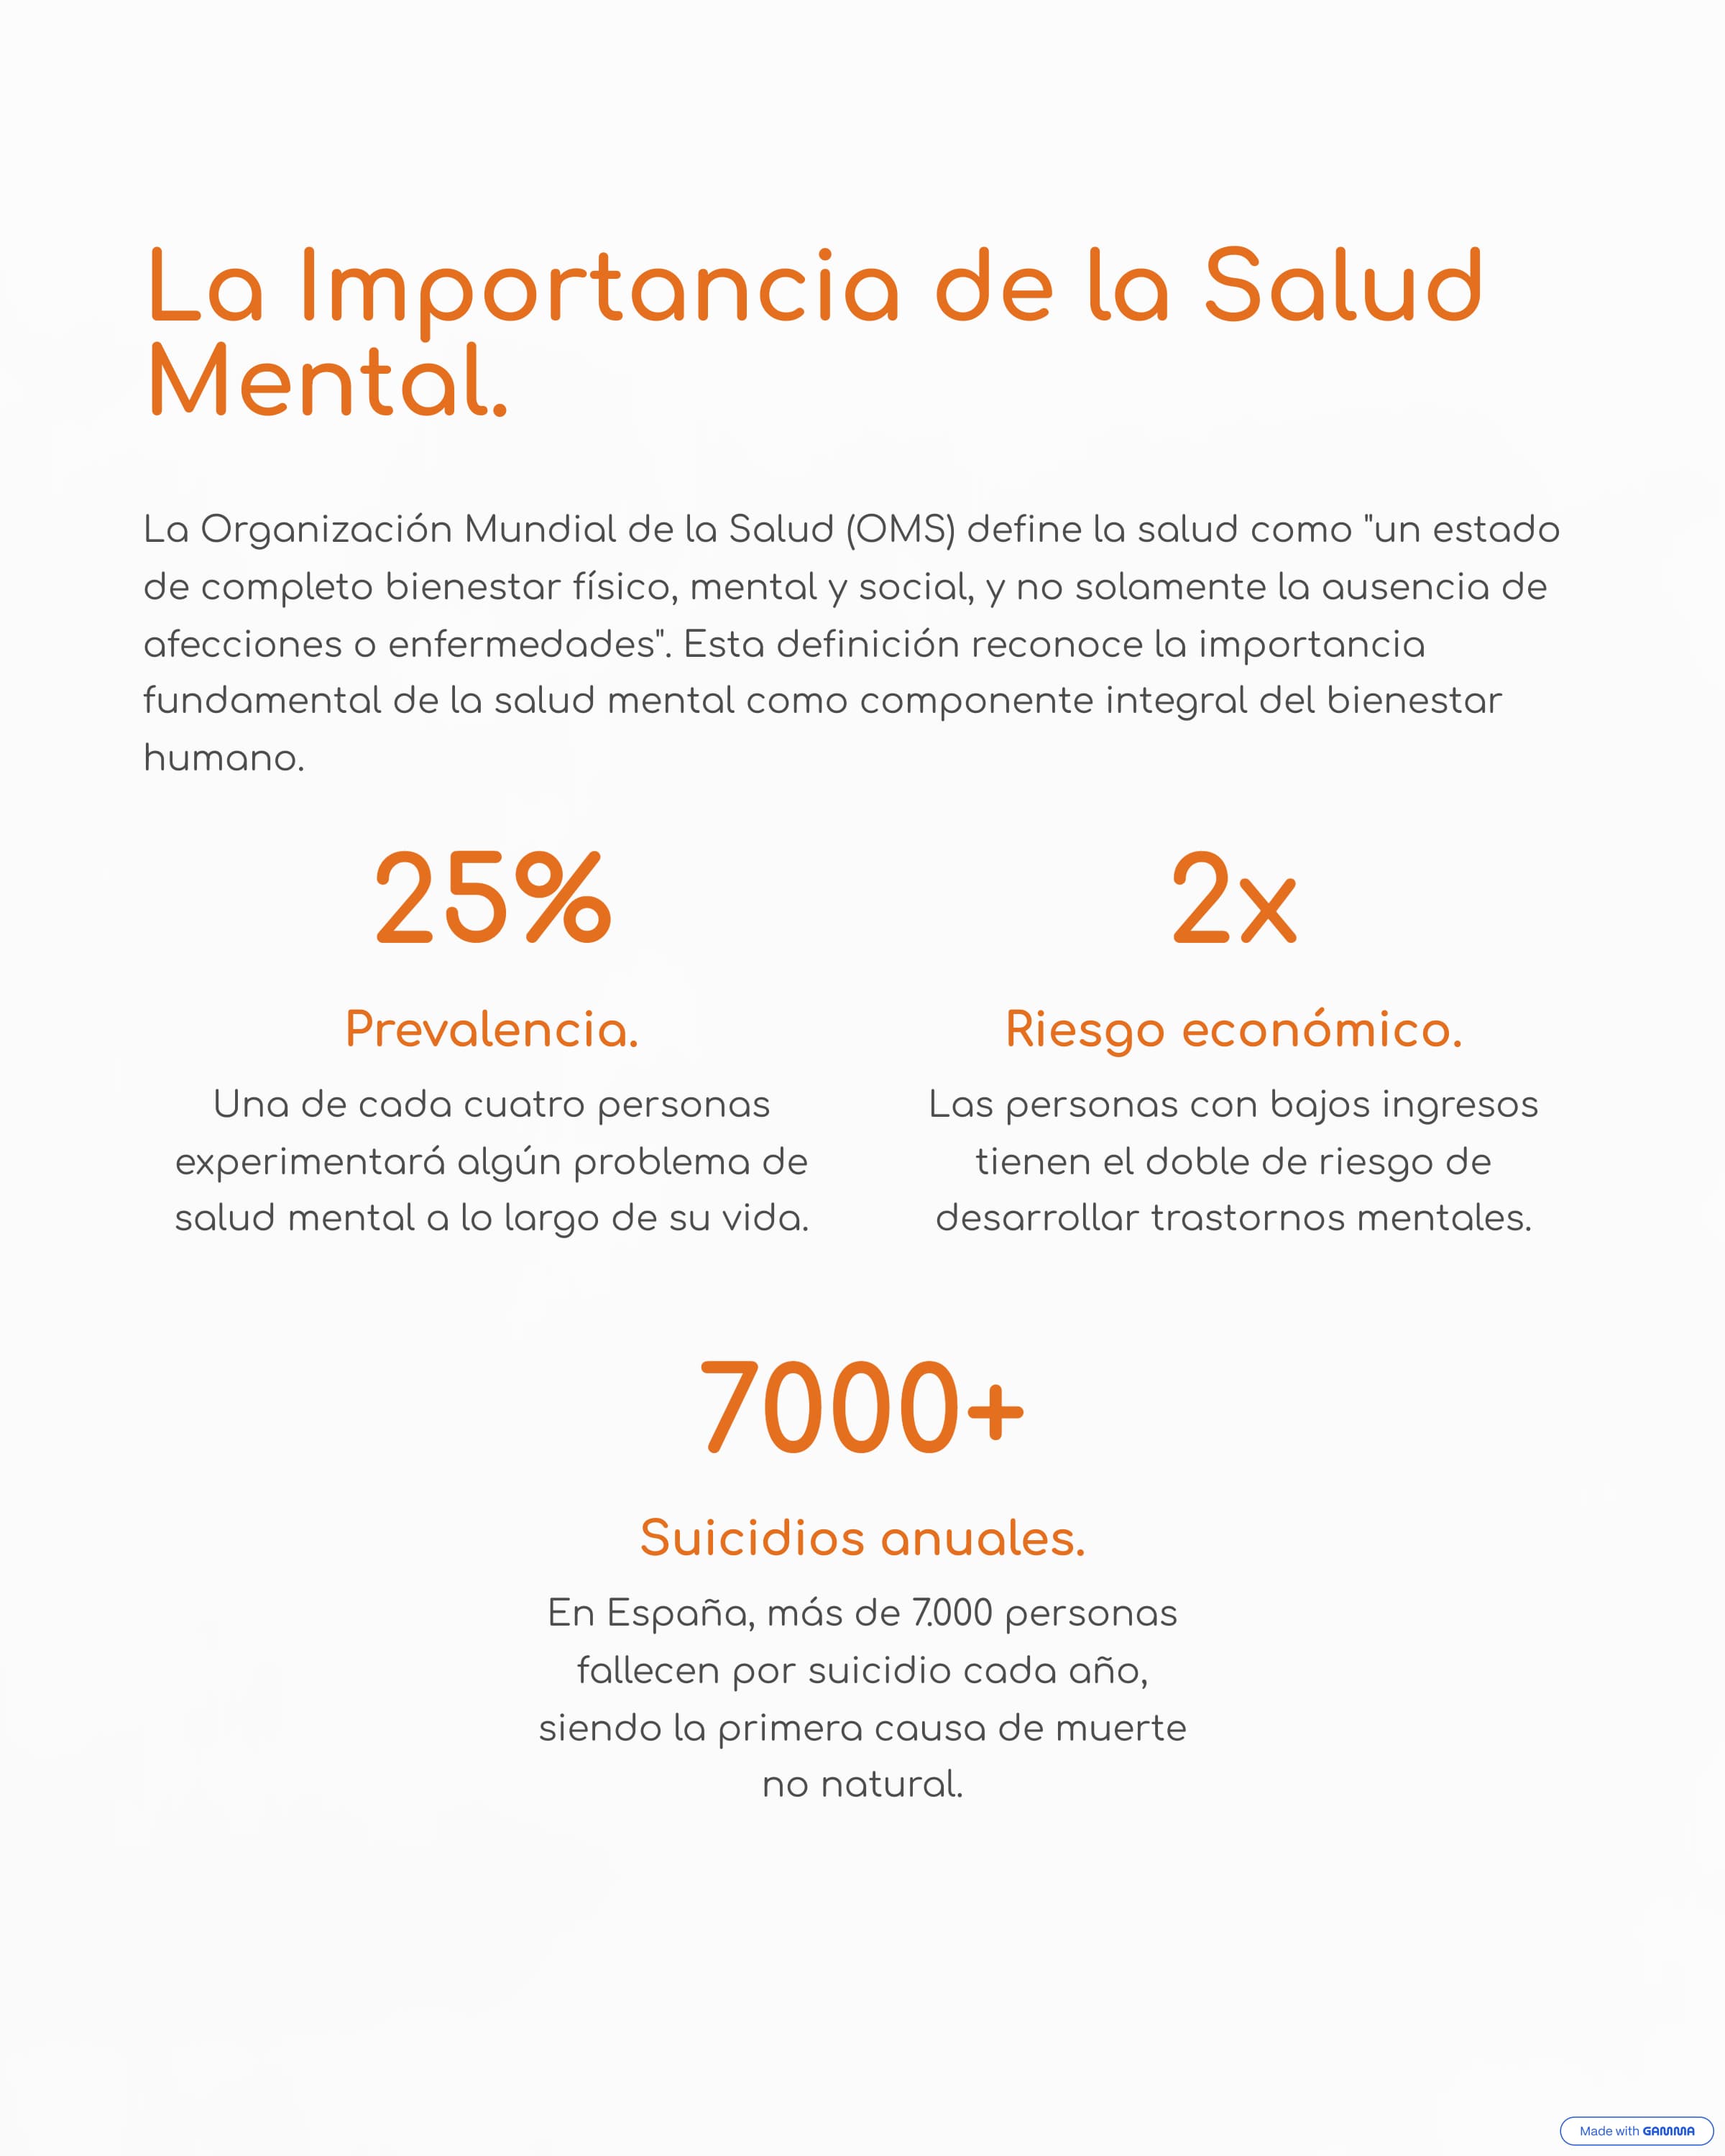 La Importancia de la Salud
Mental.
La Organización Mundial de la Salud (OMS) define la salud como "un estado
de completo bienestar físico, mental y social, y no solamente la ausencia de
afecciones o enfermedades". Esta definición reconoce la importancia
fundamental de la salud mental como componente integral del bienestar
humano.
25%
Prevalencia.
Una de cada cuatro personas
experimentará algún problema de
salud mental a lo largo de su vida.
2x
Riesgo económico.
Las personas con bajos ingresos
tienen el doble de riesgo de
desarrollar trastornos mentales.
7000+
Suicidios anuales.
En España, más de 7.000 personas
fallecen por suicidio cada año,
siendo la primera causa de muerte
no natural.
Made with GAMMA